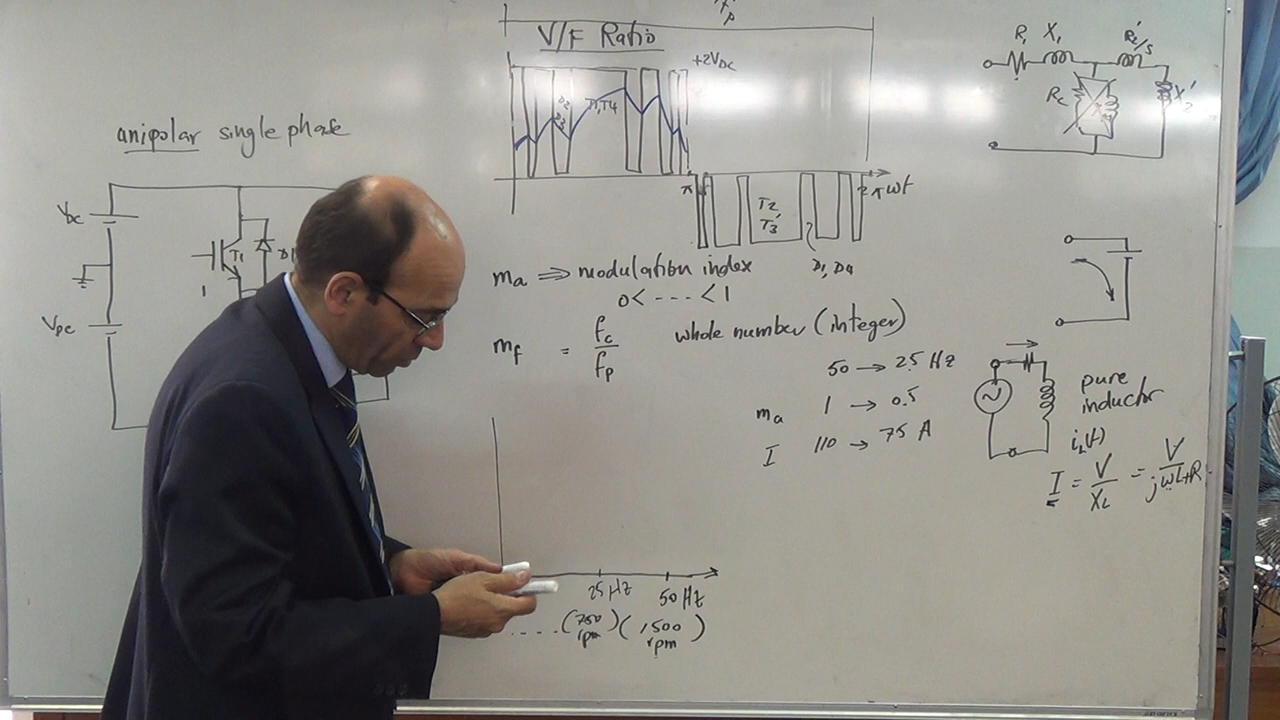 V/F Ratio
+2VDC
T1, T4
D2
D3
R1 X1 R2'/s
Rc
X2'
anipolar single phase
VDC
T1 D1
1
π
2π ωt
T2
T3
D1, D4
ma ⇒ modulation index
0< - - - <1
mf = fc/fp whole number (integer)
50 → 25 Hz
ma 1 → 0.5
I 110 → 75 A
pure
inductor
iL(t)
I = V/XL = V/jωL+R
25 Hz 50 Hz
.... (750 rpm) (1500 rpm)